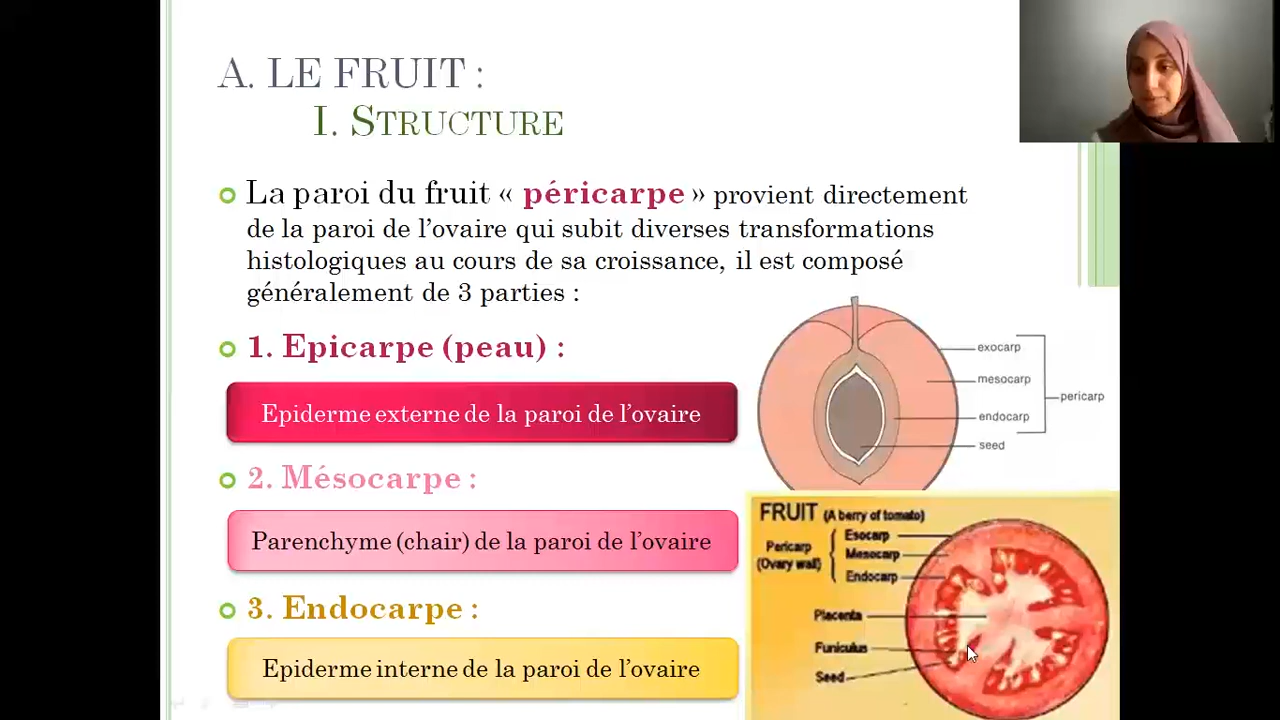 A. LE FRUIT :
I. STRUCTURE
La paroi du fruit « péricarpe » provient directement
de la paroi de l’ovaire qui subit diverses transformations
histologiques au cours de sa croissance, il est composé
généralement de 3 parties :
1. Epicarpe (peau) :
Epiderme externe de la paroi de l’ovaire
2. Mésocarpe :
Parenchyme (chair) de la paroi de l’ovaire
3. Endocarpe :
Epiderme interne de la paroi de l’ovaire
exocarp
mesocarp
endocarp
pericarp
seed
FRUIT (A berry of tomato)
Pericarp
(Ovary wall)
Esocarp
Mesocarp
Endocarp
Placenta
Funiculus
Seed